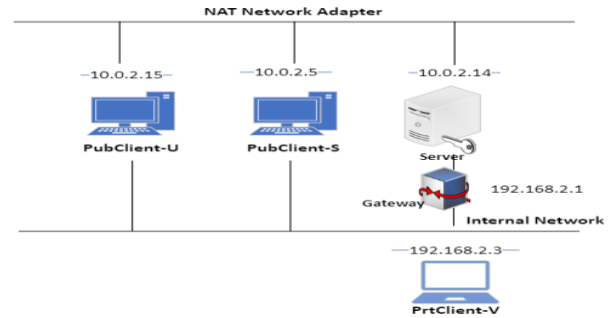 NAT Network Adapter
10.0.2.15
10.0.2.5
10.0.2.14
PubClient-U
PubClient-S
Server
192.168.2.1
Gateway
Internal Network
192.168.2.3
PrtClient-V